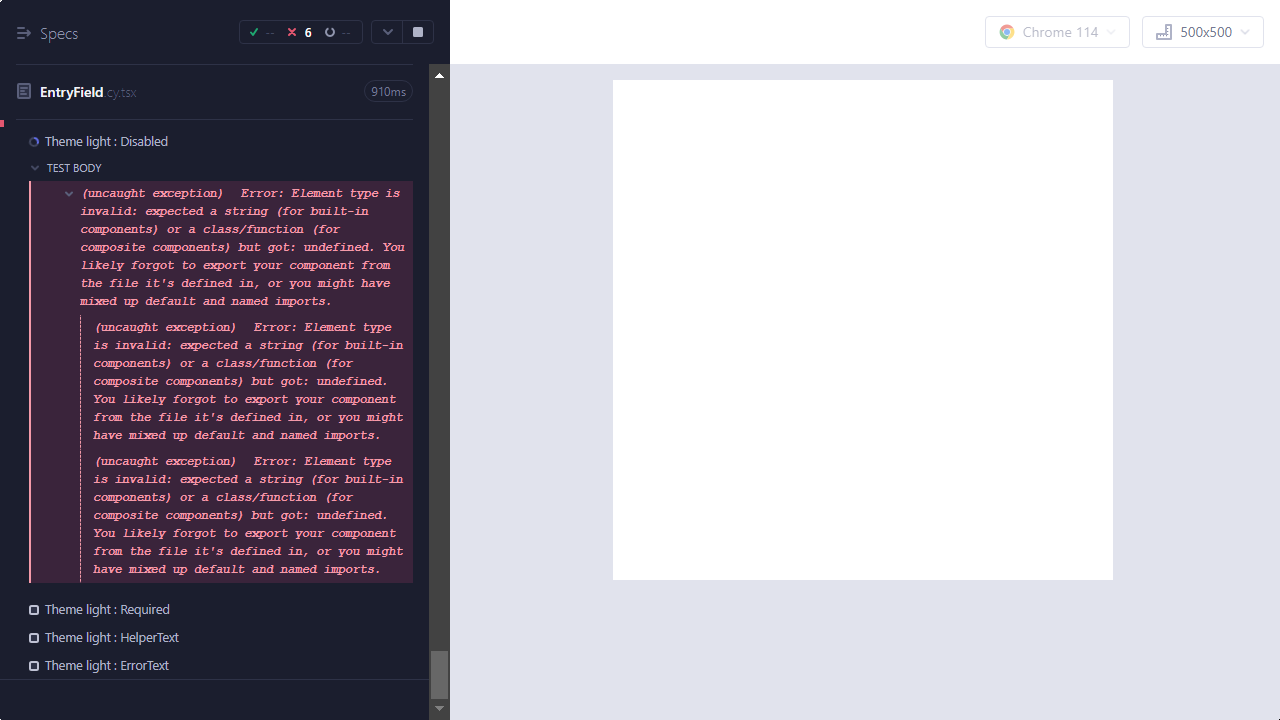 Specs
-- 6 --
Chrome 114
500x500
EntryField.cy.tsx
910ms
Theme light : Disabled
TEST BODY
(uncaught exception) Error: Element type is
invalid: expected a string (for built-in
components) or a class/function (for
composite components) but got: undefined. You
likely forgot to export your component from
the file it's defined in, or you might have
mixed up default and named imports.
(uncaught exception) Error: Element type
is invalid: expected a string (for built-in
components) or a class/function (for
composite components) but got: undefined.
You likely forgot to export your component
from the file it's defined in, or you might
have mixed up default and named imports.
(uncaught exception) Error: Element type
is invalid: expected a string (for built-in
components) or a class/function (for
composite components) but got: undefined.
You likely forgot to export your component
from the file it's defined in, or you might
have mixed up default and named imports.
Theme light : Required
Theme light : HelperText
Theme light : ErrorText